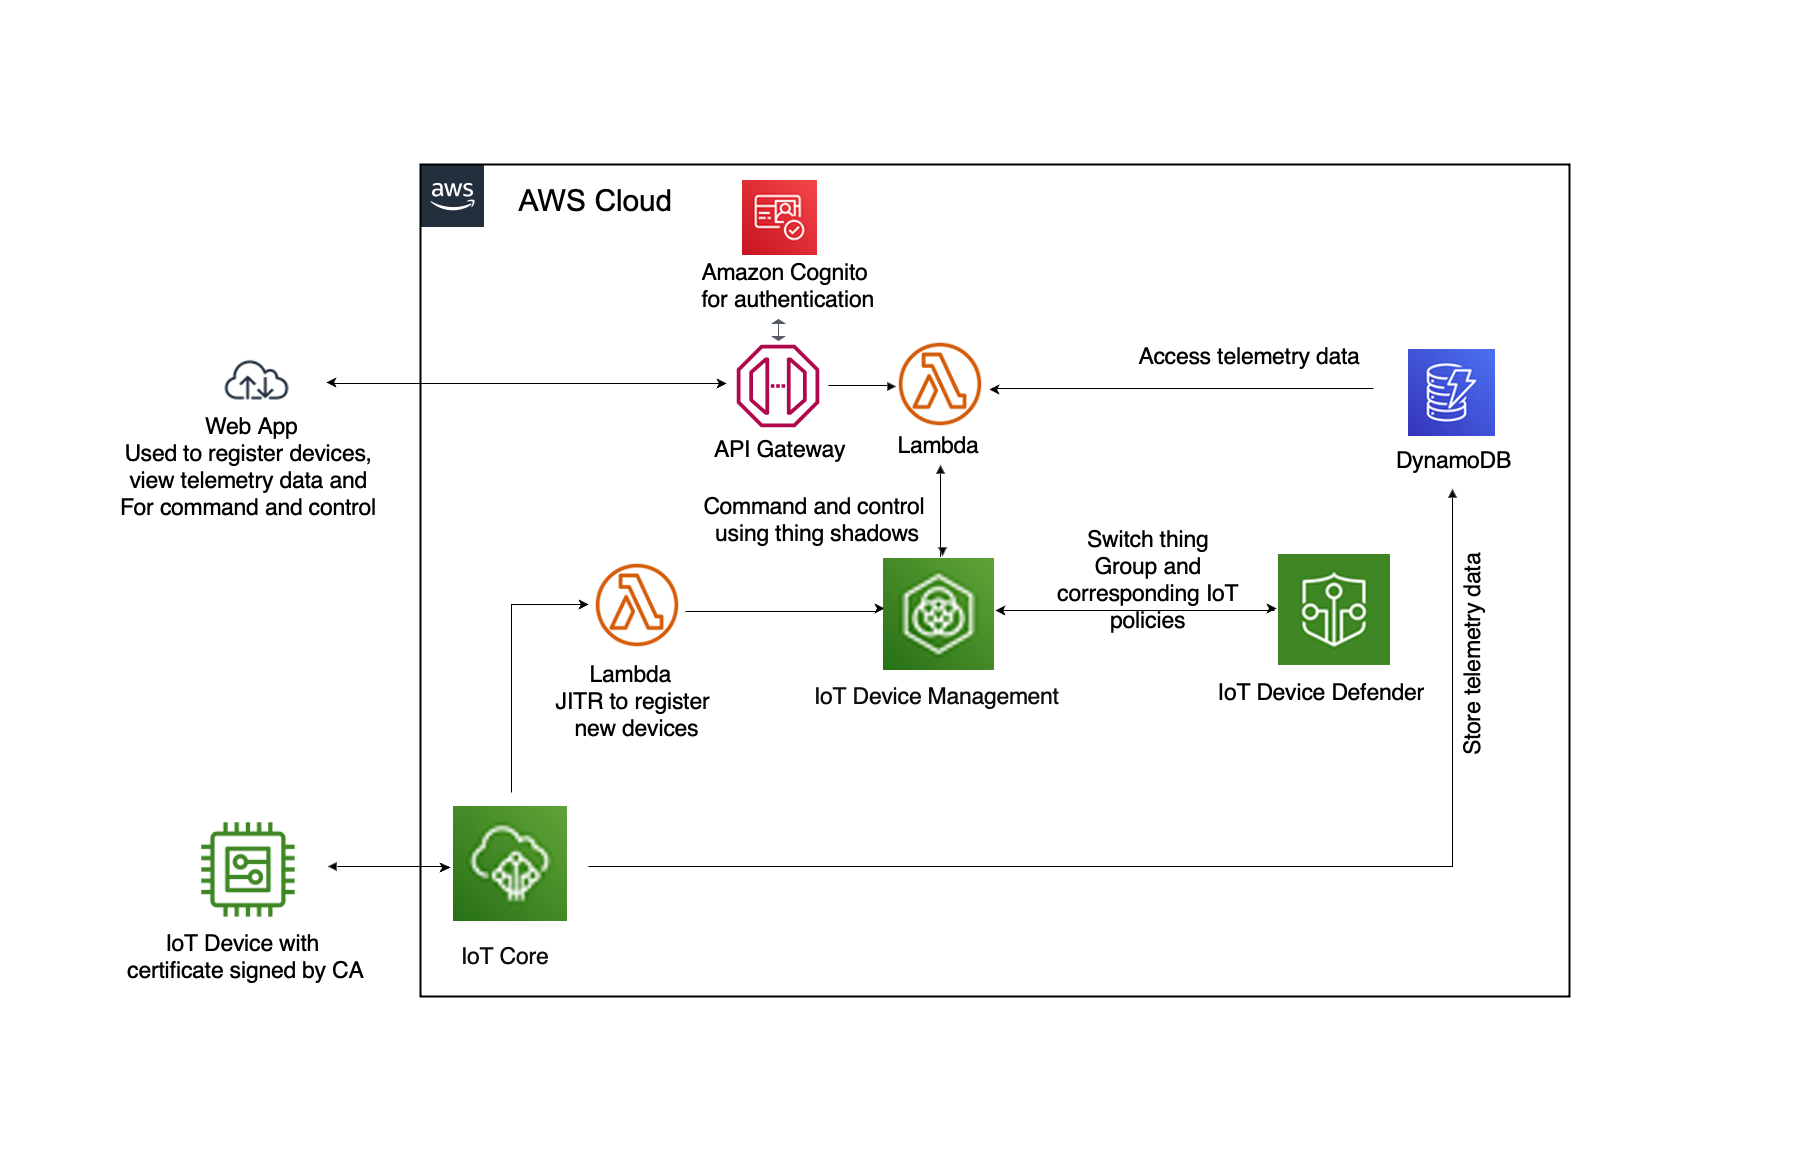 aws
AWS Cloud
Amazon Cognito
for authentication
Access telemetry data
Web App
Used to register devices,
view telemetry data and
For command and control
API Gateway
Lambda
DynamoDB
Command and control
using thing shadows
Switch thing
Group and
corresponding IoT
policies
Store telemetry data
Lambda
JITR to register
new devices
IoT Device Management
IoT Device Defender
IoT Device with
certificate signed by CA
IoT Core